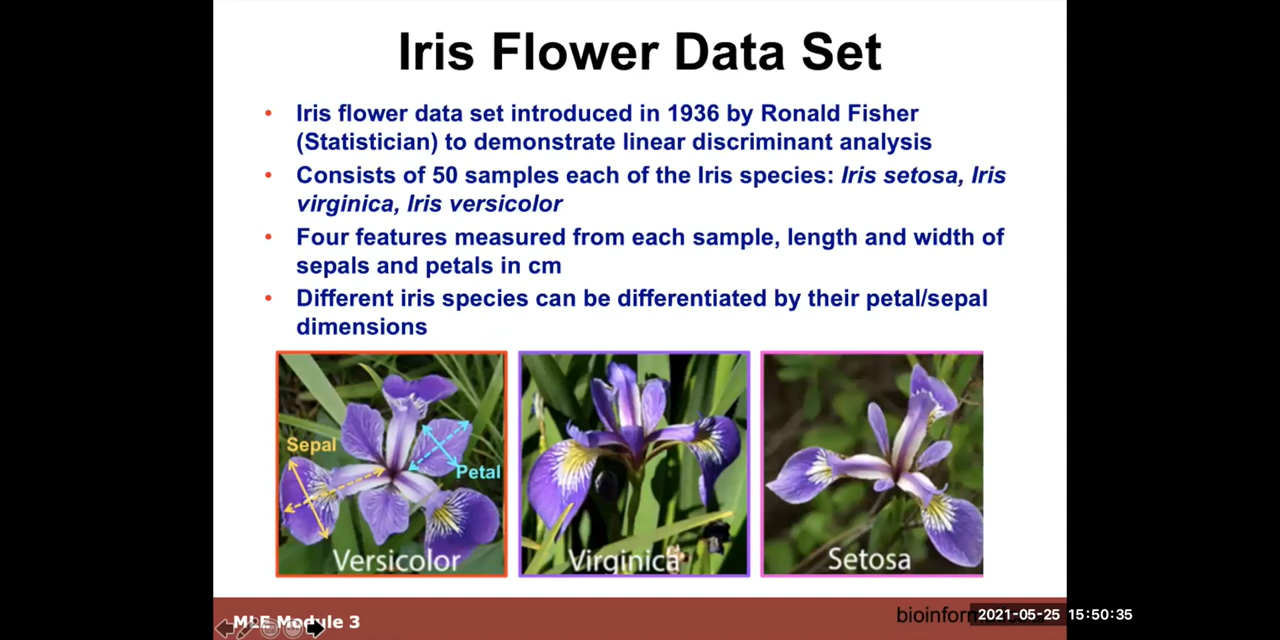 Iris Flower Data Set
• Iris flower data set introduced in 1936 by Ronald Fisher
(Statistician) to demonstrate linear discriminant analysis
• Consists of 50 samples each of the Iris species: Iris setosa, Iris
virginica, Iris versicolor
• Four features measured from each sample, length and width of
sepals and petals in cm
• Different iris species can be differentiated by their petal/sepal
dimensions
Sepal
Petal
Versicolor
Virginica
Setosa
MLE Module 3
2021-05-25 15:50:35